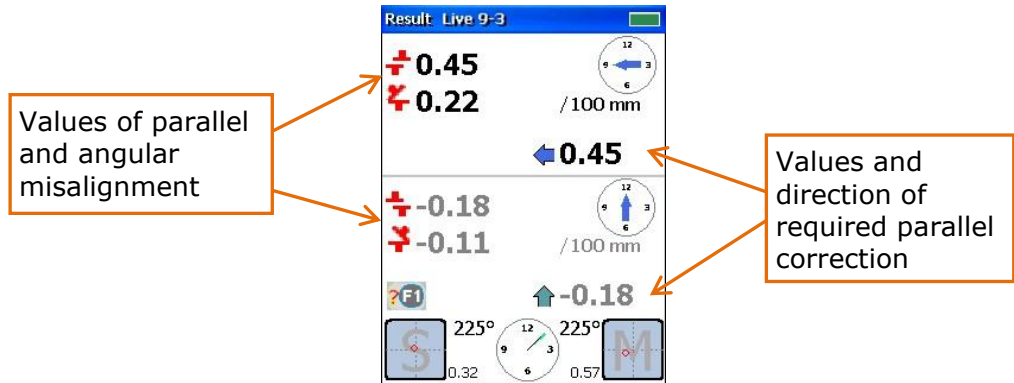 Result Live 9-3
0.45
12
9
3
6
0.22
/100 mm
Values of parallel
and angular
misalignment
0.45
Values and
direction of
required parallel
correction
-0.18
12
9
3
6
-0.11
/100 mm
?F1
-0.18
S
225°
0.32
12
9
3
6
225°
0.57
M